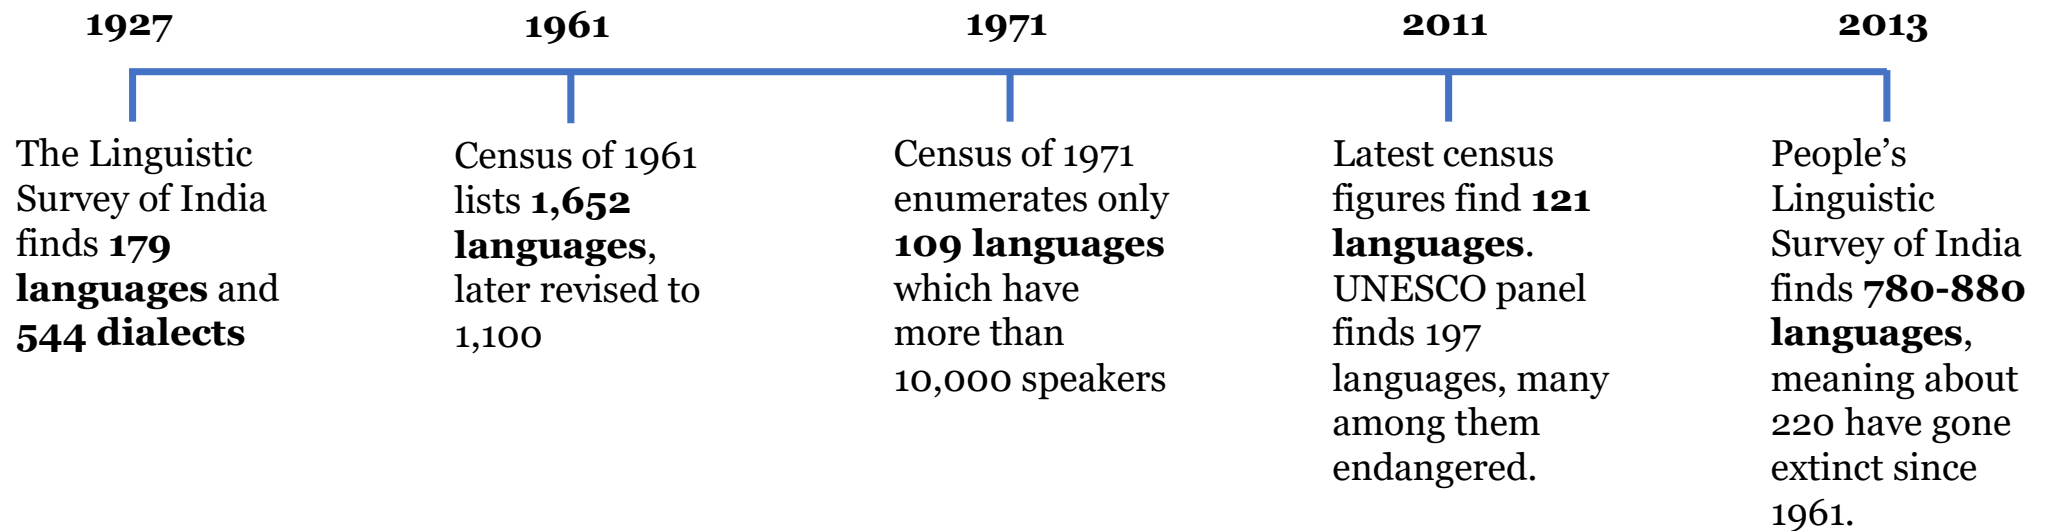 1927
The Linguistic
Survey of India
finds 179
languages and
544 dialects
1961
Census of 1961
lists 1,652
languages,
later revised to
1,100
1971
Census of 1971
enumerates only
109 languages
which have
more than
10,000 speakers
2011
Latest census
figures find 121
languages.
UNESCO panel
finds 197
languages, many
among them
endangered.
2013
People’s
Linguistic
Survey of India
finds 780-880
languages,
meaning about
220 have gone
extinct since
1961.